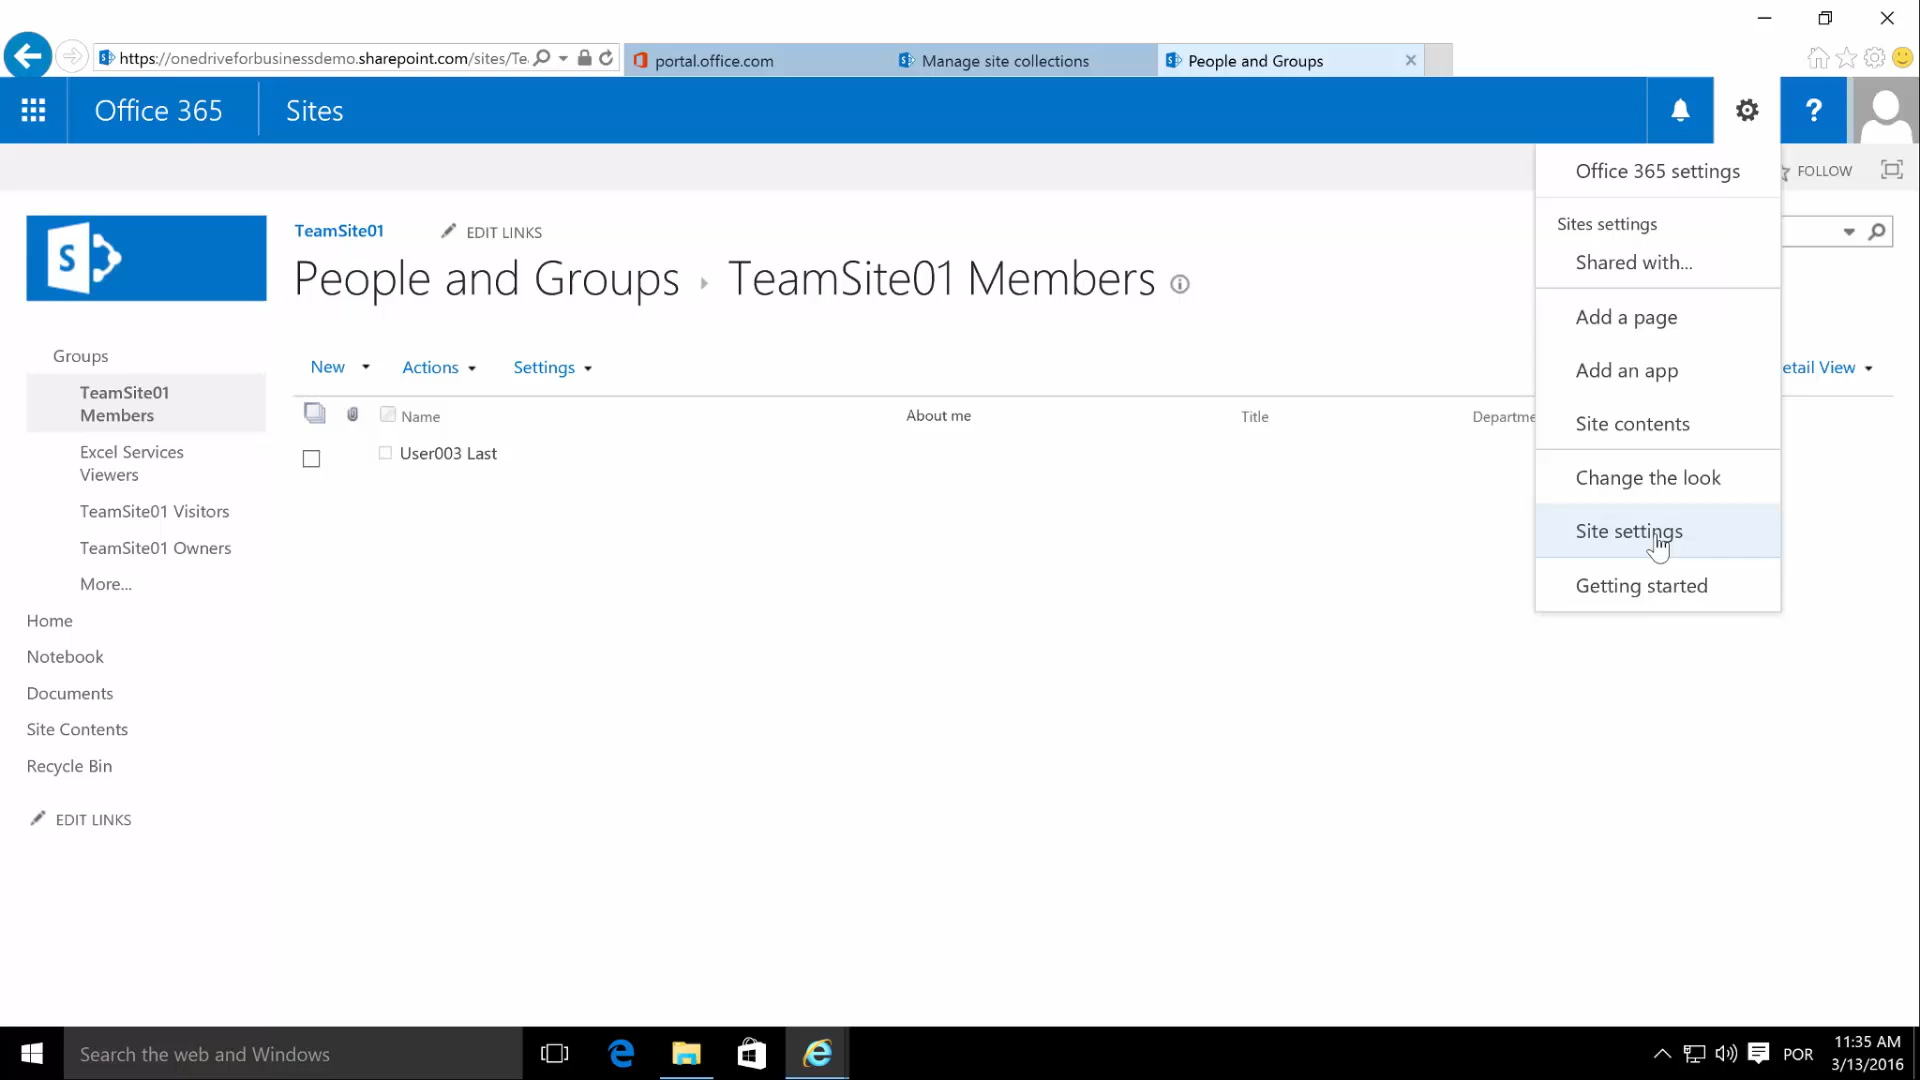 https://onedriveforbusinessdemo.sharepoint.com/sites/Te
portal.office.com
Manage site collections
People and Groups
Office 365
Sites
?
Office 365 settings
FOLLOW
Sites settings
Shared with...
TeamSite01
EDIT LINKS
People and Groups
TeamSite01 Members
Add a page
Add an app
Site contents
Change the look
Site settings
Getting started
Groups
TeamSite01
Members
Excel Services
Viewers
TeamSite01 Visitors
TeamSite01 Owners
More...
Home
Notebook
Documents
Site Contents
Recycle Bin
EDIT LINKS
New
Actions
Settings
etail View
Name
About me
Title
Departme
User003 Last
Search the web and Windows
POR
11:35 AM
3/13/2016